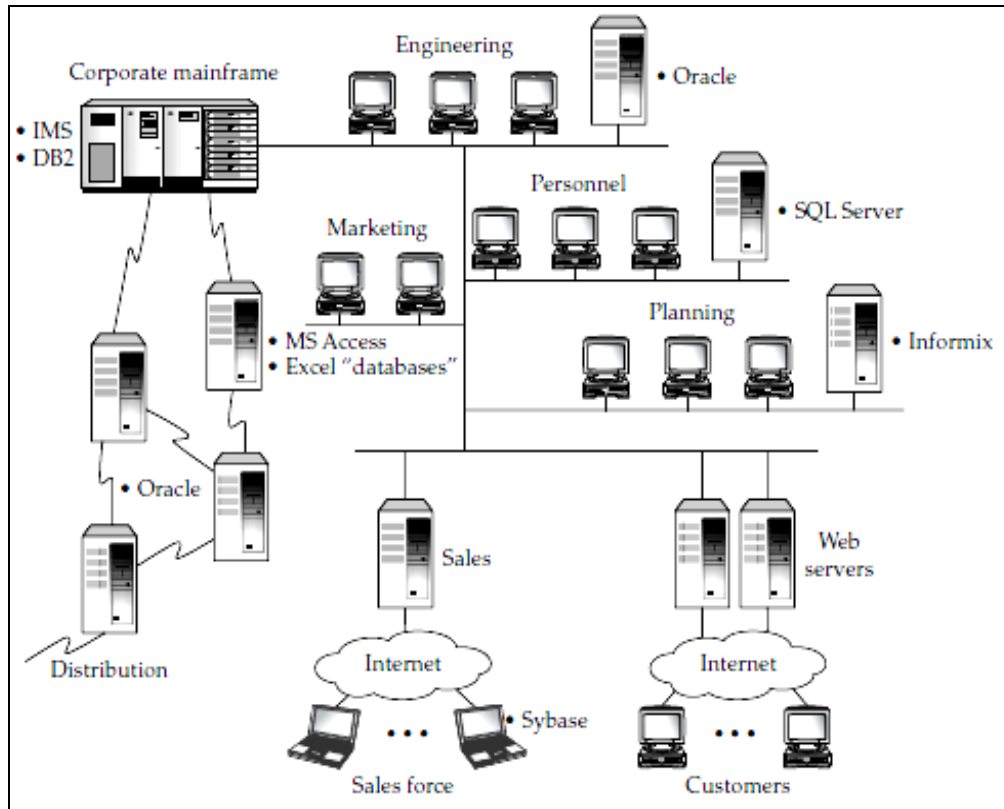 Engineering
Corporate mainframe
• Oracle
• IMS
• DB2
Personnel
• SQL Server
Marketing
Planning
• MS Access
• Excel “databases”
• Informix
• Oracle
Sales
Web
servers
Distribution
Internet
Internet
• Sybase
• • •
• • •
Sales force
Customers